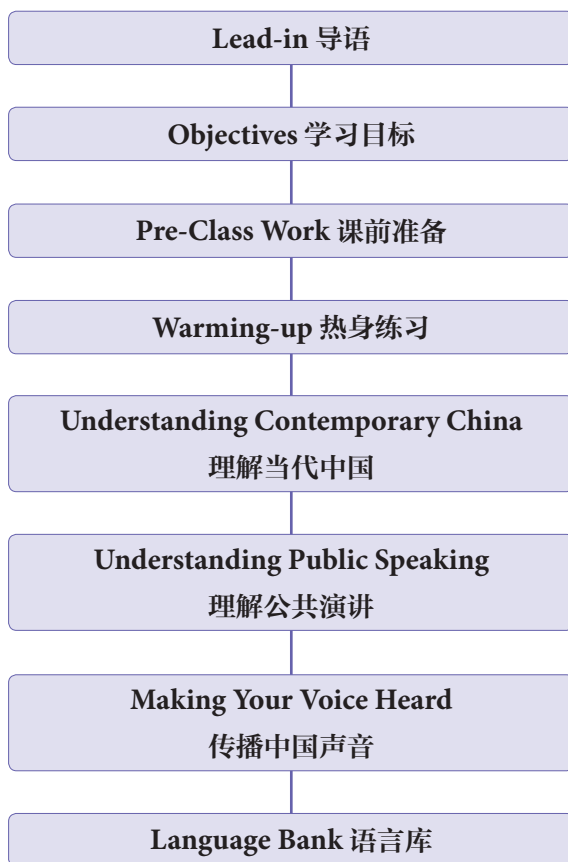 Lead-in 导语
Objectives 学习目标
Pre-Class Work 课前准备
Warming-up 热身练习
Understanding Contemporary China
理解当代中国
Understanding Public Speaking
理解公共演讲
Making Your Voice Heard
传播中国声音
Language Bank 语言库